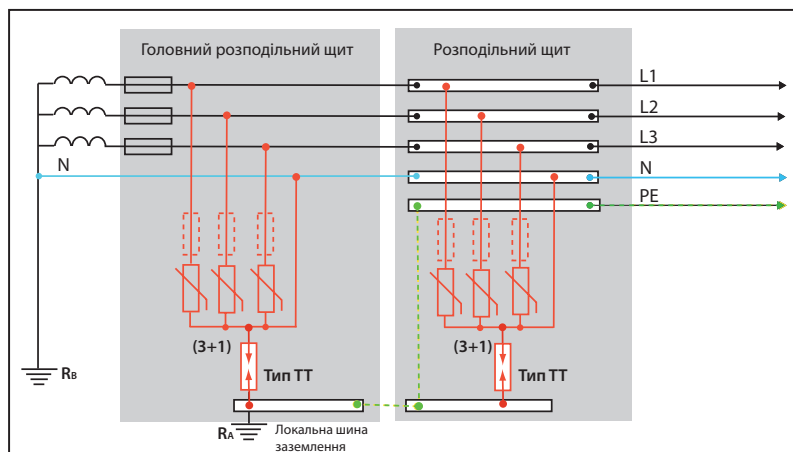 Головний розподільний щит
Розподільний щит
L1
L2
L3
N
N
PE
(3+1)
(3+1)
Тип ТТ
Тип ТТ
RB
RA
Локальна шина
заземлення